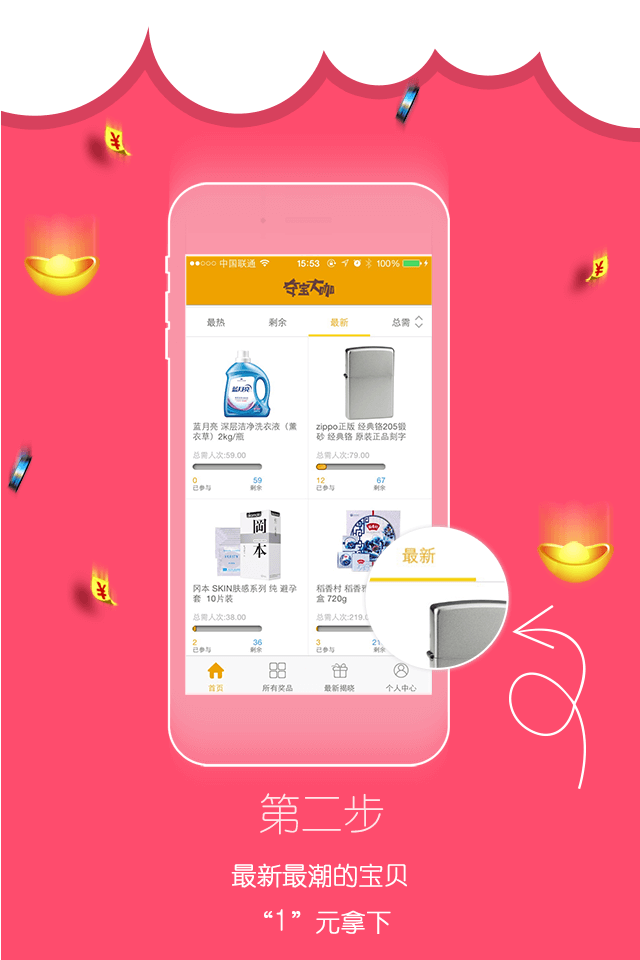 ¥
¥
中国联通 15:53 100%
夺宝大咖
最热 剩余 最新 总需
蓝月亮
蓝月亮 深层洁净洗衣液（薰
衣草）2kg/瓶
总需人次:59.00
0 59
已参与 剩余
zippo正版 经典铬205锻
砂 经典铬 原装正品刻字
总需人次:79.00
12 67
已参与 剩余
岡本
冈本 SKIN肤感系列 纯 避孕
套 10片装
总需人次:38.00
2 36
已参与 剩余
稻香村 稻香
盒 720g
总需人次:219.0
3 21
已参与 剩余
最新
首页 所有奖品 最新揭晓 个人中心
¥
第二步
最新最潮的宝贝
“1”元拿下